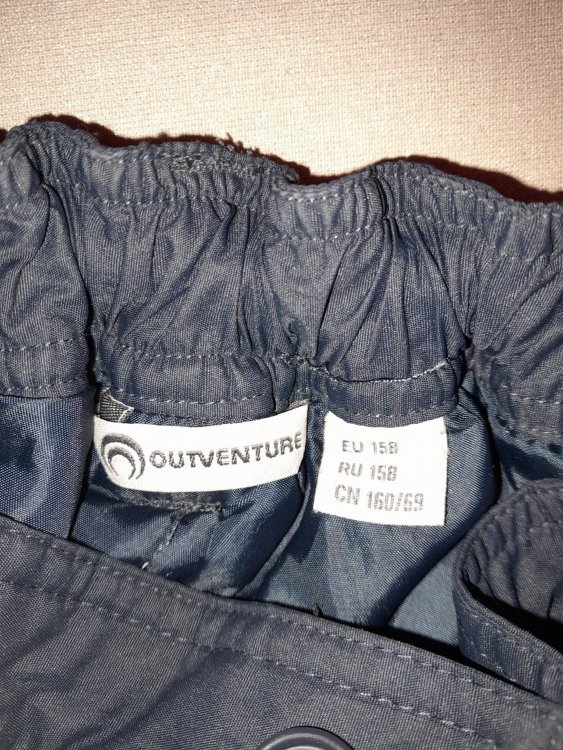 OUTVENTURE
EU 158
RU 158
CN 160/69